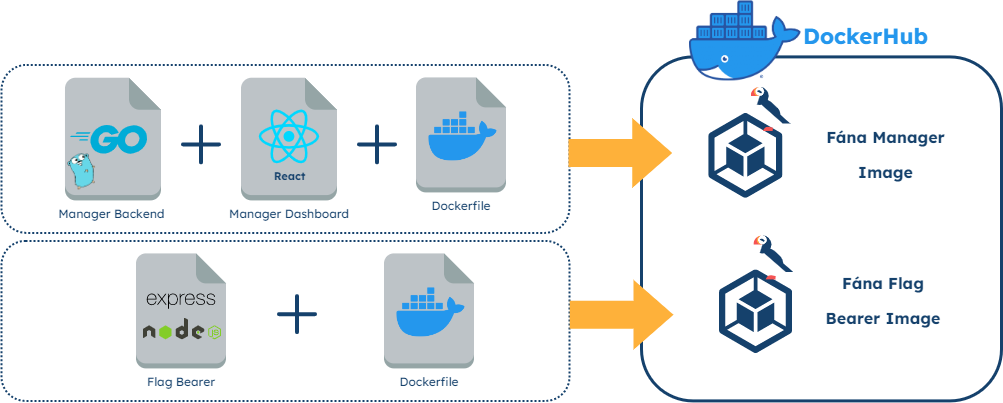 DockerHub
GO
React
Manager Backend
Manager Dashboard
Dockerfile
Fána Manager
Image
express
node
JS
Flag Bearer
Dockerfile
Fána Flag
Bearer Image